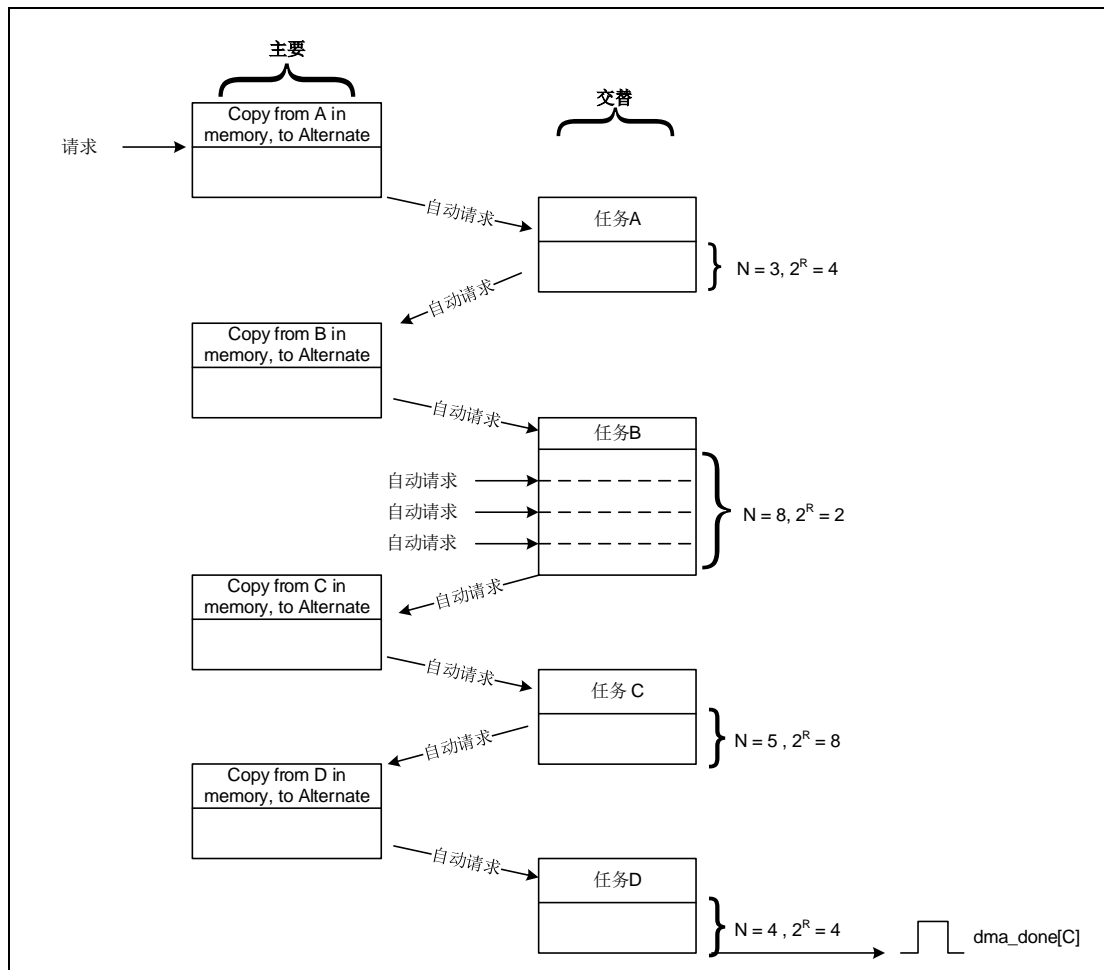 主要
交替
Copy from A in
memory, to Alternate
请求
自动请求
任务A
N = 3, 2^R = 4
自动请求
Copy from B in
memory, to Alternate
自动请求
任务B
自动请求
自动请求
自动请求
N = 8, 2^R = 2
自动请求
Copy from C in
memory, to Alternate
自动请求
任务 C
N = 5 , 2^R = 8
自动请求
Copy from D in
memory, to Alternate
自动请求
任务D
N = 4 , 2^R = 4
dma_done[C]